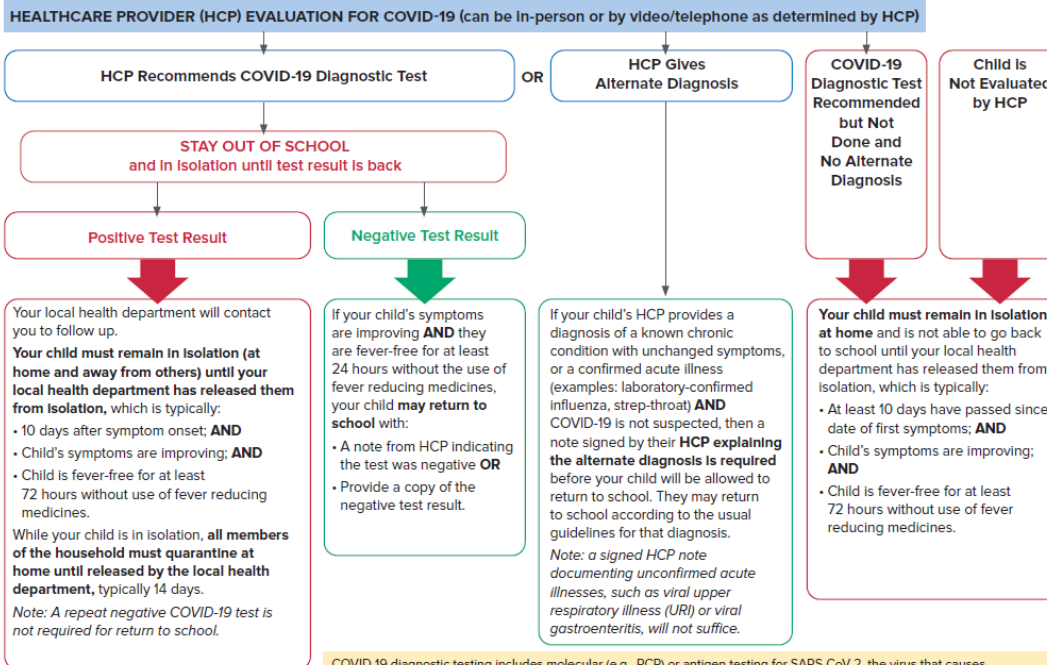 HEALTHCARE PROVIDER (HCP) EVALUATION FOR COVID-19 (can be in-person or by video/telephone as determined by HCP)
HCP Recommends COVID-19 Diagnostic Test
OR
HCP Gives
Alternate Diagnosis
COVID-19
Diagnostic Test
Recommended
but Not
Done and
No Alternate
Diagnosis
Child is
Not Evaluated
by HCP
STAY OUT OF SCHOOL
and in isolation until test result is back
Positive Test Result
Negative Test Result
Your local health department will contact
you to follow up.
Your child must remain in isolation (at
home and away from others) until your
local health department has released them
from isolation, which is typically:
• 10 days after symptom onset; AND
• Child's symptoms are improving; AND
• Child is fever-free for at least
72 hours without use of fever reducing
medicines.
While your child is in isolation, all members
of the household must quarantine at
home until released by the local health
department, typically 14 days.
Note: A repeat negative COVID-19 test is
not required for return to school.
If your child's symptoms
are improving AND they
are fever-free for at least
24 hours without the use of
fever reducing medicines,
your child may return to
school with:
• A note from HCP indicating
the test was negative OR
• Provide a copy of the
negative test result.
If your child's HCP provides a
diagnosis of a known chronic
condition with unchanged symptoms,
or a confirmed acute illness
(examples: laboratory-confirmed
influenza, strep-throat) AND
COVID-19 is not suspected, then a
note signed by their HCP explaining
the alternate diagnosis is required
before your child will be allowed to
return to school. They may return
to school according to the usual
guidelines for that diagnosis.
Note: a signed HCP note
documenting unconfirmed acute
illnesses, such as viral upper
respiratory illness (URI) or viral
gastroenteritis, will not suffice.
Your child must remain in isolation
at home and is not able to go back
to school until your local health
department has released them from
isolation, which is typically:
• At least 10 days have passed since
date of first symptoms; AND
• Child's symptoms are improving;
AND
• Child is fever-free for at least
72 hours without use of fever
reducing medicines.
COVID-19 diagnostic testing includes molecular (e.g., PCR) or antigen testing for SARS-CoV-2, the virus that causes